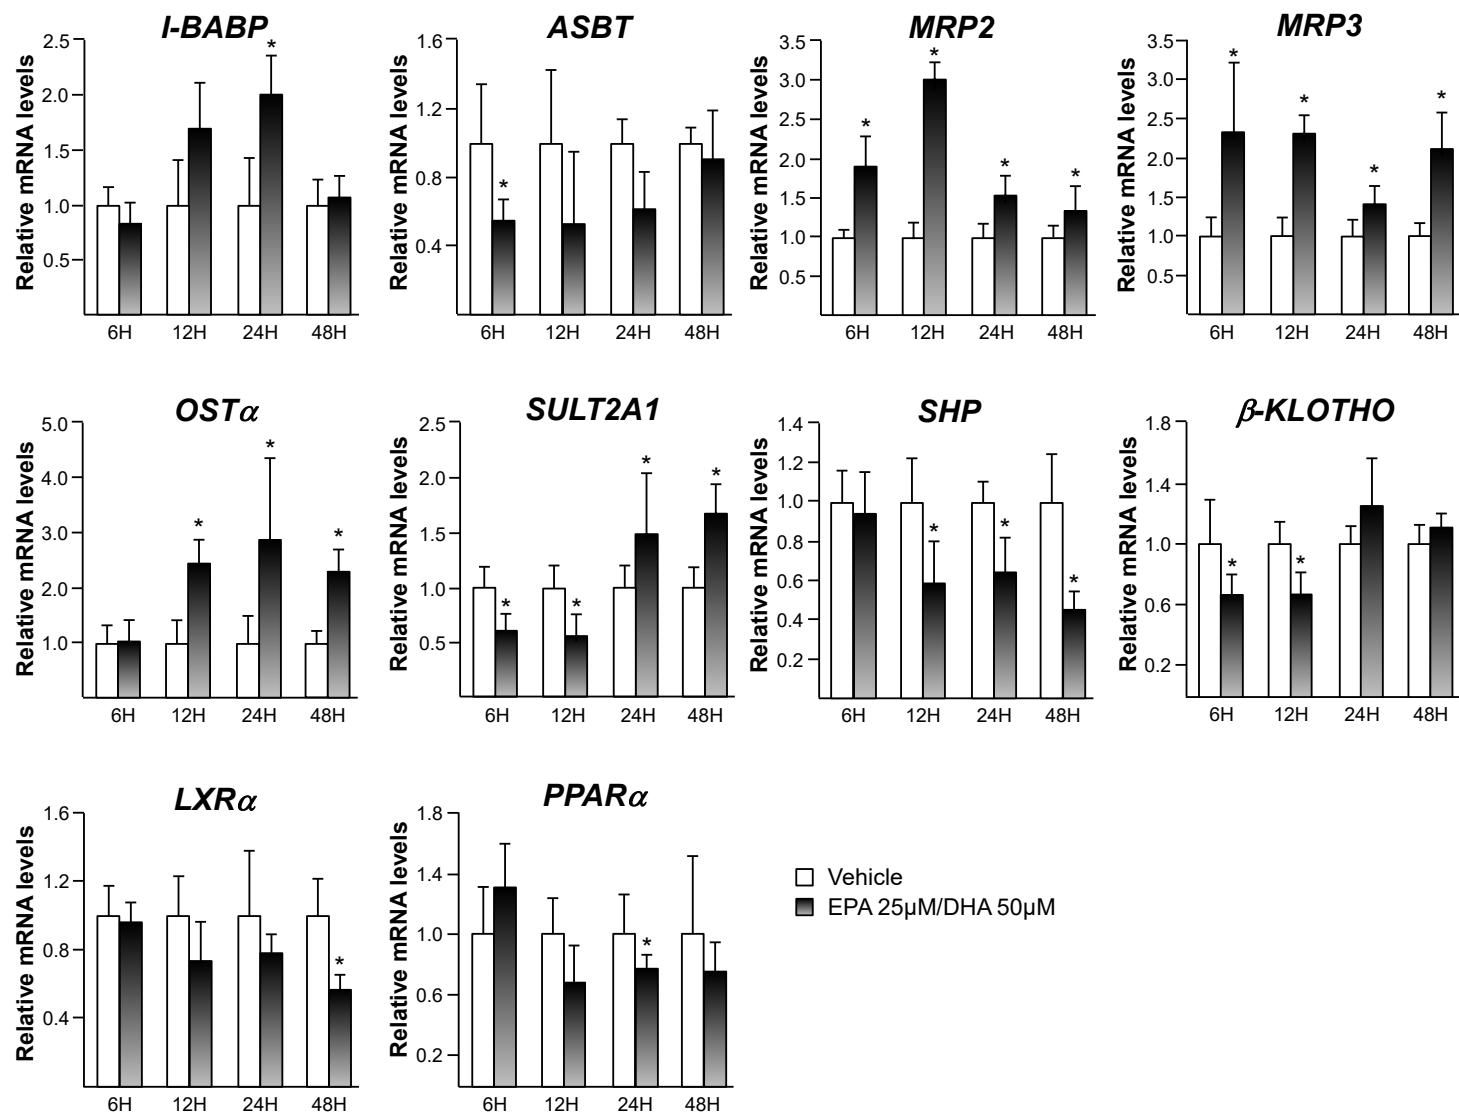 I-BABP
Relative mRNA levels
2.5
2.0
1.5
1.0
0.5
*
6H 12H 24H 48H
ASBT
Relative mRNA levels
1.6
1.2
0.8
0.4
*
6H 12H 24H 48H
MRP2
Relative mRNA levels
3.5
3.0
2.5
2.0
1.5
1.0
0.5
* * * *
6H 12H 24H 48H
MRP3
Relative mRNA levels
3.5
3.0
2.5
2.0
1.5
1.0
0.5
* * * *
6H 12H 24H 48H
OSTα
Relative mRNA levels
5.0
4.0
3.0
2.0
1.0
* * *
6H 12H 24H 48H
SULT2A1
Relative mRNA levels
2.5
2.0
1.5
1.0
0.5
* * * *
6H 12H 24H 48H
SHP
Relative mRNA levels
1.4
1.2
1.0
0.8
0.6
0.4
0.2
* * *
6H 12H 24H 48H
β-KLOTHO
Relative mRNA levels
1.8
1.4
1.0
0.6
0.2
* *
6H 12H 24H 48H
LXRα
Relative mRNA levels
1.6
1.2
0.8
0.4
*
6H 12H 24H 48H
PPARα
Relative mRNA levels
1.8
1.4
1.0
0.6
0.2
*
6H 12H 24H 48H
Vehicle
EPA 25µM/DHA 50µM